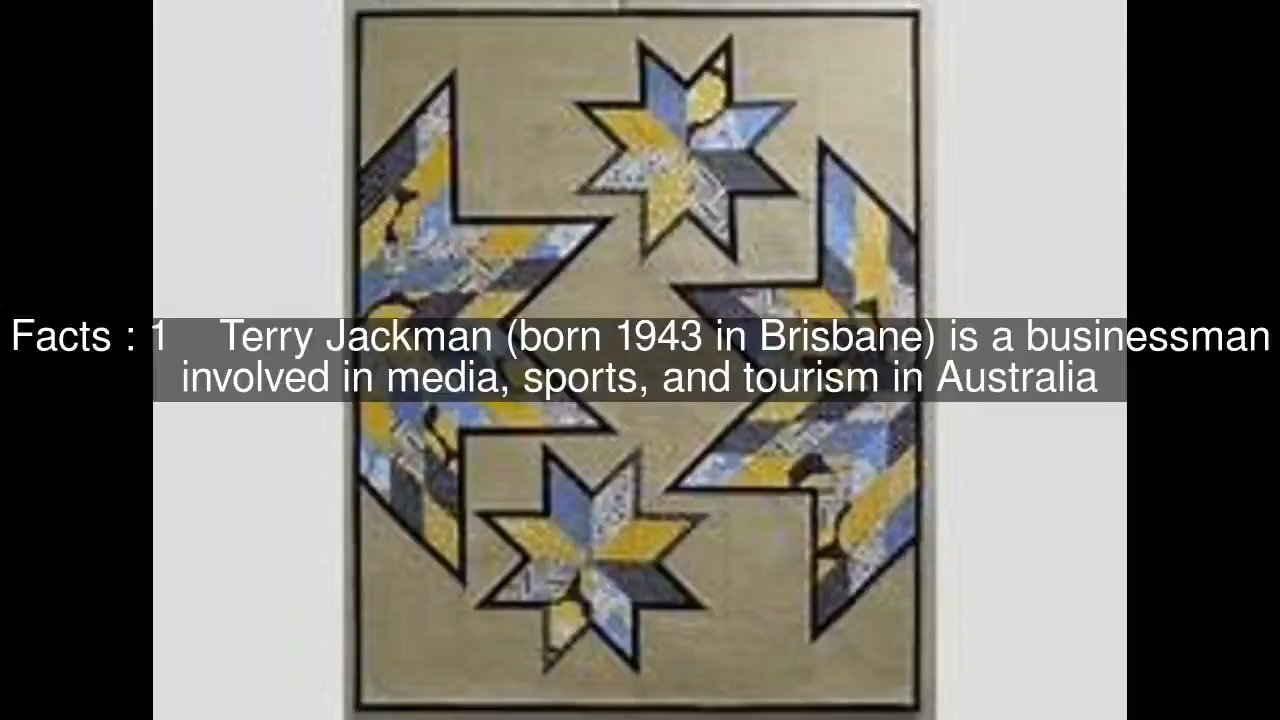 Facts : 1 Terry Jackman (born 1943 in Brisbane) is a businessman
involved in media, sports, and tourism in Australia